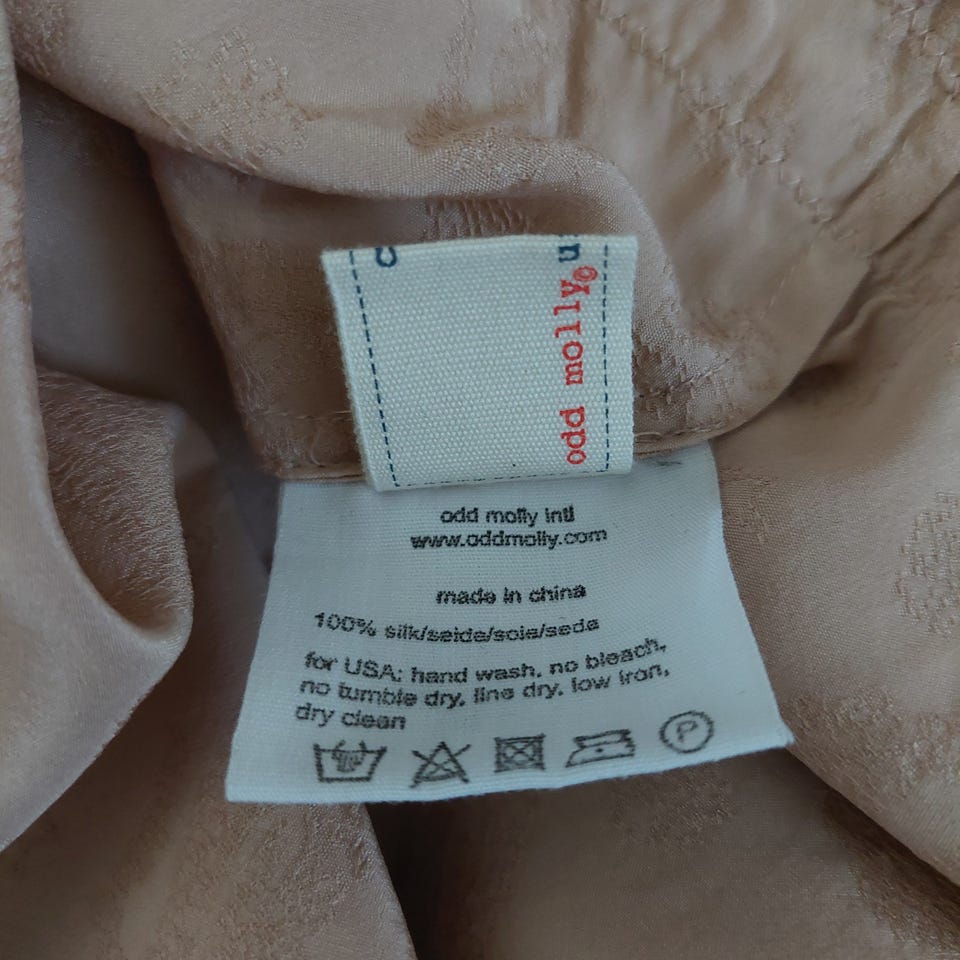 c
u
odd molly©
odd molly intl
www.oddmolly.com
made in china
100% silk/seide/soie/seda
for USA: hand wash, no bleach,
no tumble dry, line dry, low iron,
dry clean
P